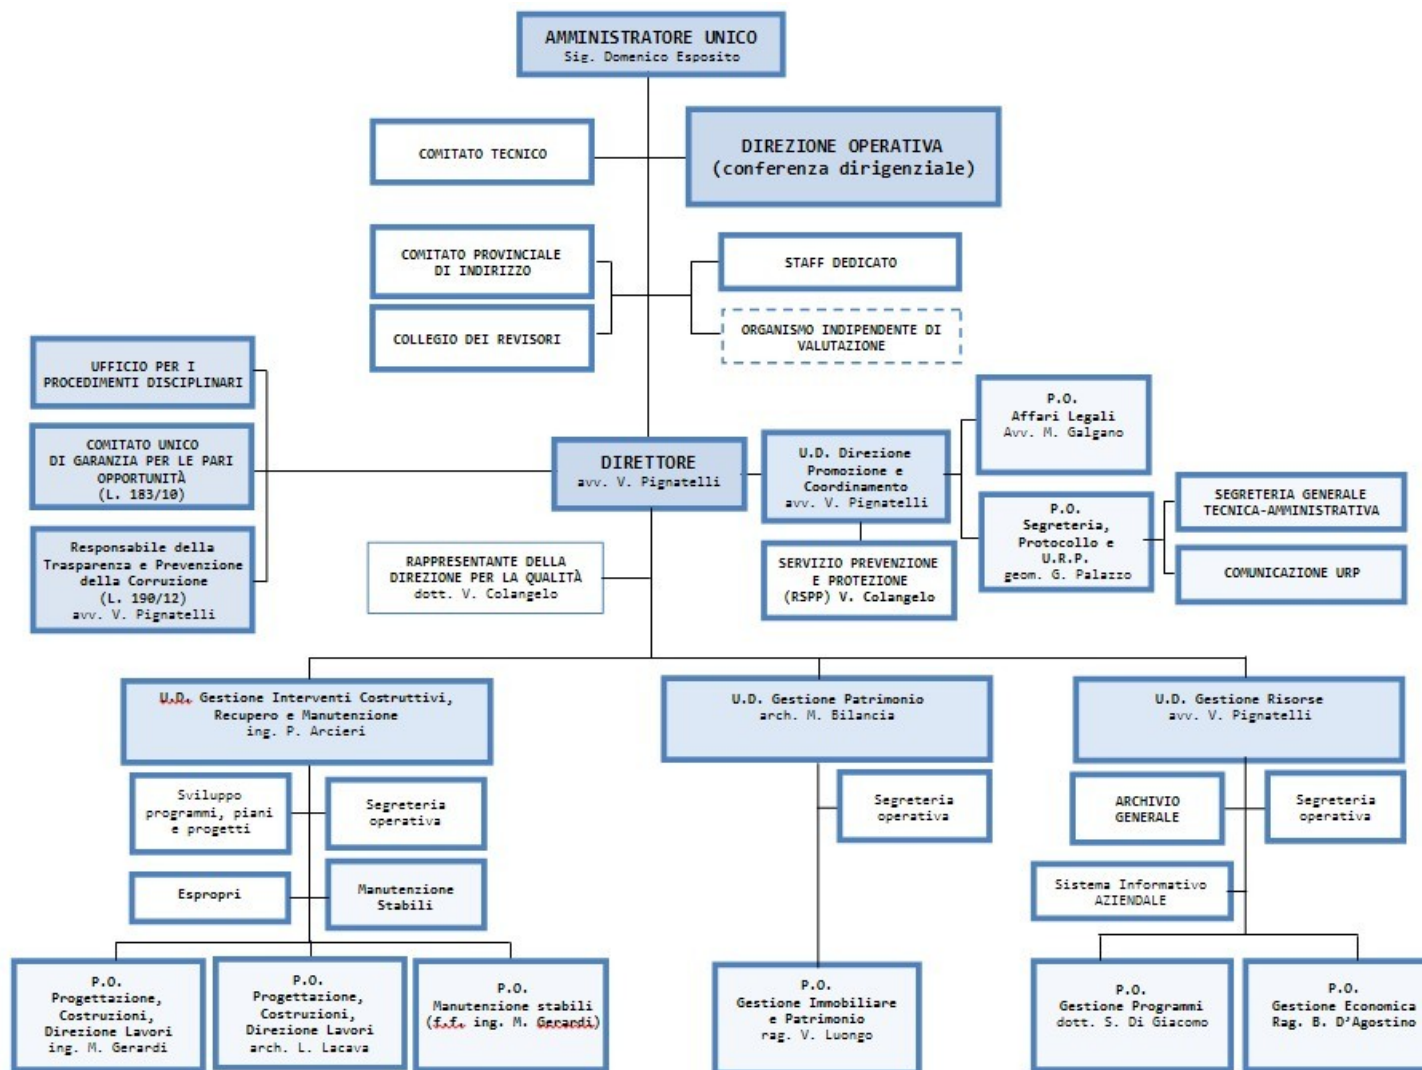 AMMINISTRATORE UNICO
Sig. Domenico Esposito
COMITATO TECNICO
DIREZIONE OPERATIVA
(conferenza dirigenziale)
COMITATO PROVINCIALE
DI INDIRIZZO
STAFF DEDICATO
COLLEGIO DEI REVISORI
ORGANISMO INDIPENDENTE DI
VALUTAZIONE
UFFICIO PER I
PROCEDIMENTI DISCIPLINARI
COMITATO UNICO
DI GARANZIA PER LE PARI
OPPORTUNITÀ
(L. 183/10)
Responsabile della
Trasparenza e Prevenzione
della Corruzione
(L. 190/12)
avv. V. Pignatelli
DIRETTORE
avv. V. Pignatelli
U.D. Direzione
Promozione e
Coordinamento
avv. V. Pignatelli
P.O.
Affari Legali
Avv. M. Galgano
P.O.
Segreteria,
Protocollo e
U.R.P.
geom. G. Palazzo
SEGRETERIA GENERALE
TECNICA-AMMINISTRATIVA
COMUNICAZIONE URP
RAPPRESENTANTE DELLA
DIREZIONE PER LA QUALITÀ
dott. V. Colangelo
SERVIZIO PREVENZIONE
E PROTEZIONE
(RSPP) V. Colangelo
U.D. Gestione Interventi Costruttivi,
Recupero e Manutenzione
ing. P. Arcieri
U.D. Gestione Patrimonio
arch. M. Bilancia
U.D. Gestione Risorse
avv. V. Pignatelli
Sviluppo
programmi, piani
e progetti
Segreteria
operativa
Espropri
Manutenzione
Stabili
Segreteria
operativa
ARCHIVIO
GENERALE
Segreteria
operativa
Sistema Informativo
AZIENDALE
P.O.
Progettazione,
Costruzioni,
Direzione Lavori
ing. M. Gerardi
P.O.
Progettazione,
Costruzioni,
Direzione Lavori
arch. L. Lacava
P.O.
Manutenzione stabili
(f.f. ing. M. Gerardi)
P.O.
Gestione Immobiliare
e Patrimonio
rag. V. Luongo
P.O.
Gestione Programmi
dott. S. Di Giacomo
P.O.
Gestione Economica
Rag. B. D'Agostino